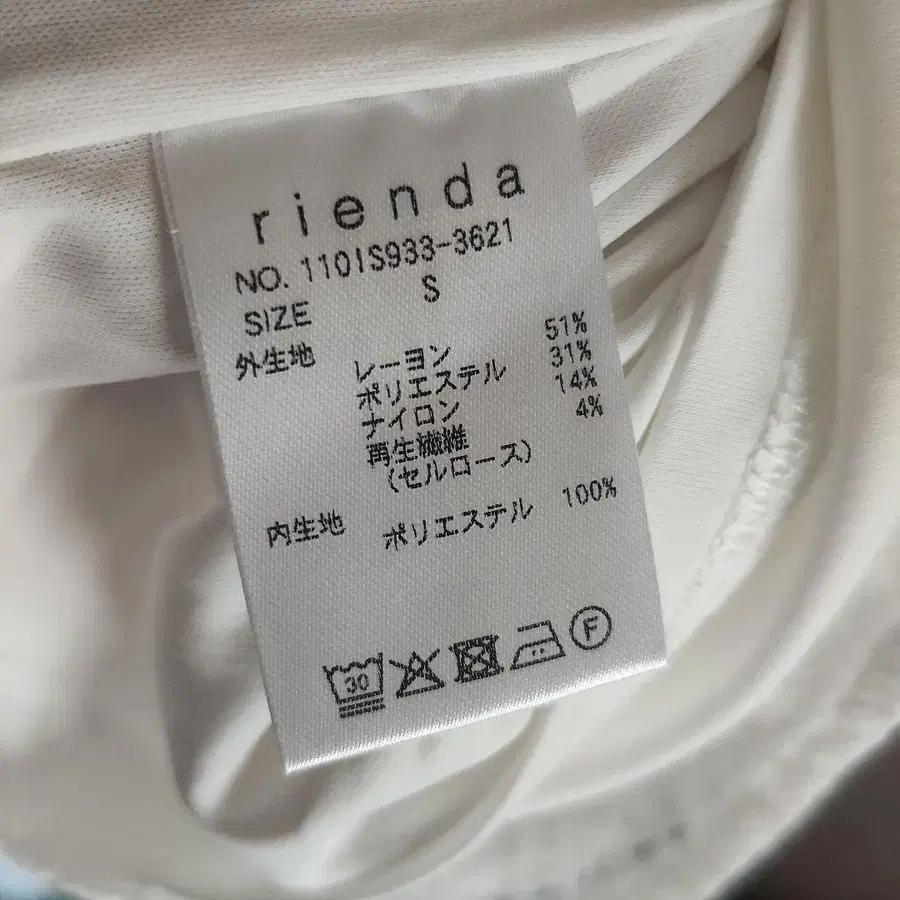 rienda
NO. 110IS933-3621
SIZE S
外生地 レーヨン 51%
ポリエステル 31%
ナイロン 14%
再生繊維 4%
(セルロース)
内生地 ポリエステル 100%
30 F